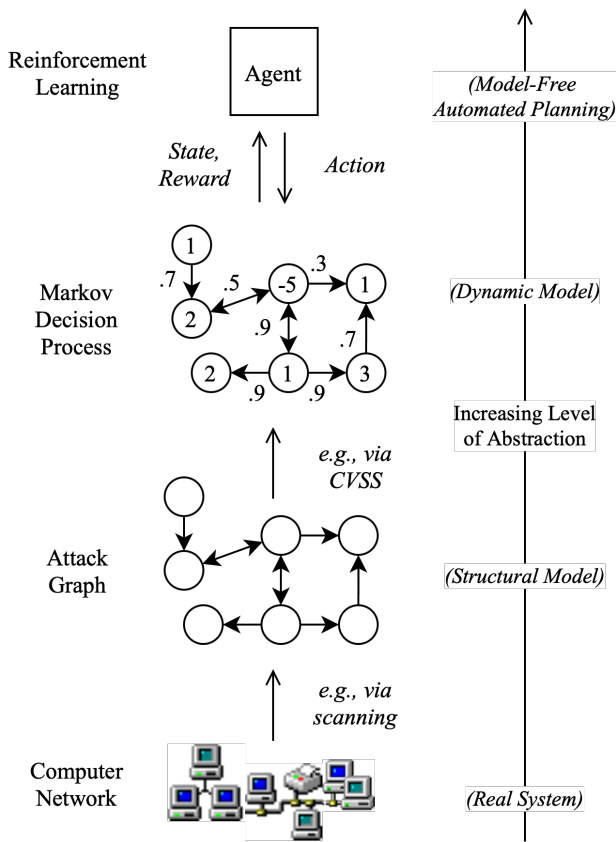 Reinforcement
Learning
Agent
(Model-Free
Automated Planning)
State,
Reward
Action
Markov
Decision
Process
1
.7
2
.5
-5
.3
1
.9
.7
2
.9
1
.9
3
(Dynamic Model)
Increasing Level
of Abstraction
e.g., via
CVSS
Attack
Graph
(Structural Model)
e.g., via
scanning
Computer
Network
(Real System)